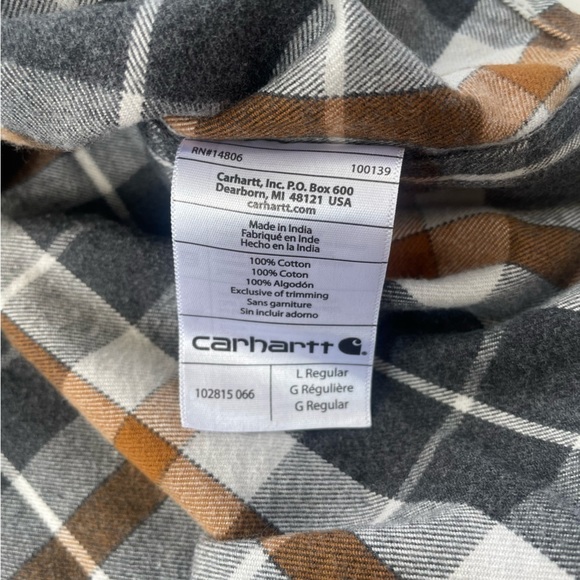 RN#14806 100139
Carhartt, Inc. P.O. Box 600
Dearborn, MI 48121 USA
carhartt.com
Made in India
Fabriqué en Inde
Hecho en la India
100% Cotton
100% Coton
100% Algodón
Exclusive of trimming
Sans garniture
Sin incluir adorno
carhartt
102815 066
L Regular
G Régulière
G Regular